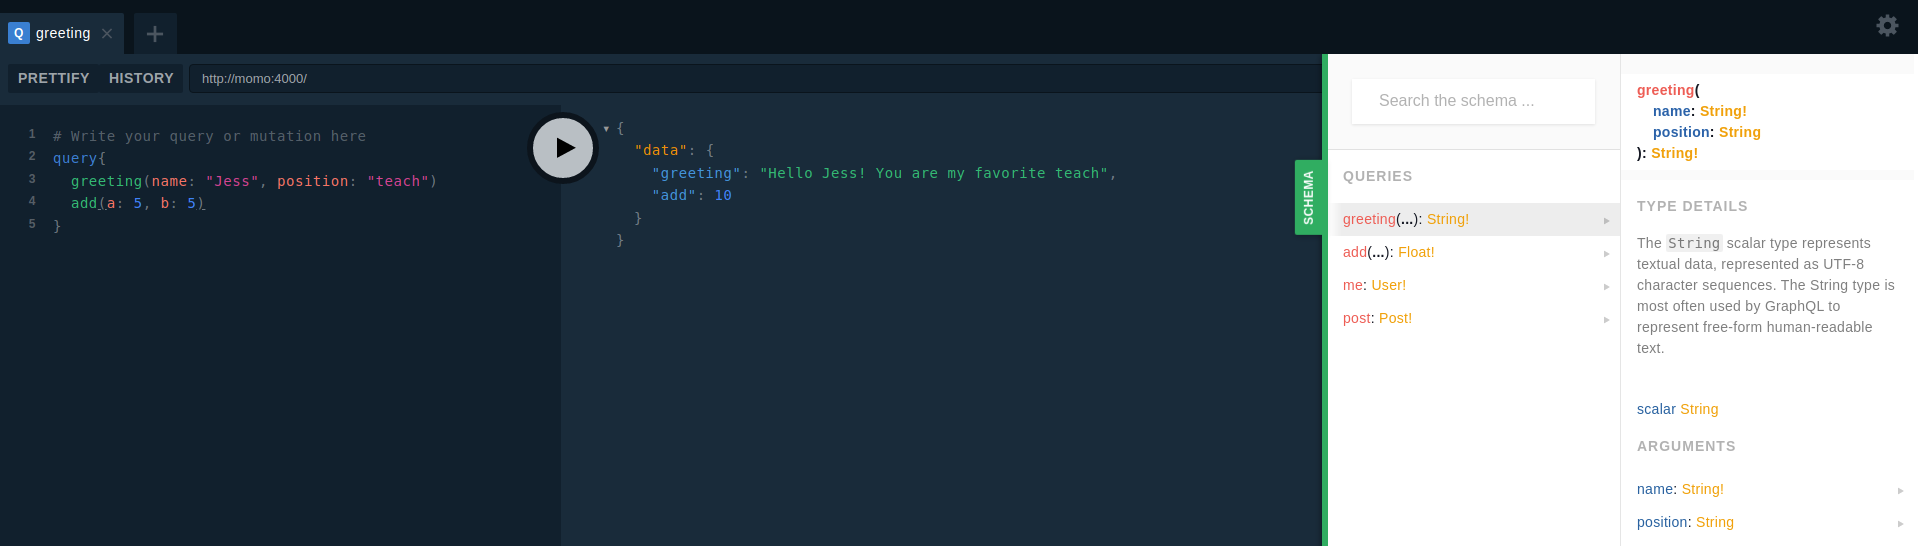 Q greeting
PRETTIFY HISTORY http://momo:4000/
1 # Write your query or mutation here
2 query{
3 greeting(name: "Jess", position: "teach")
4 add(a: 5, b: 5)
5 }
{
"data": {
"greeting": "Hello Jess! You are my favorite teach",
"add": 10
}
}
SCHEMA
Search the schema ...
QUERIES
greeting(...): String!
add(...): Float!
me: User!
post: Post!
greeting(
name: String!
position: String
): String!
TYPE DETAILS
The String scalar type represents
textual data, represented as UTF-8
character sequences. The String type is
most often used by GraphQL to
represent free-form human-readable
text.
scalar String
ARGUMENTS
name: String!
position: String